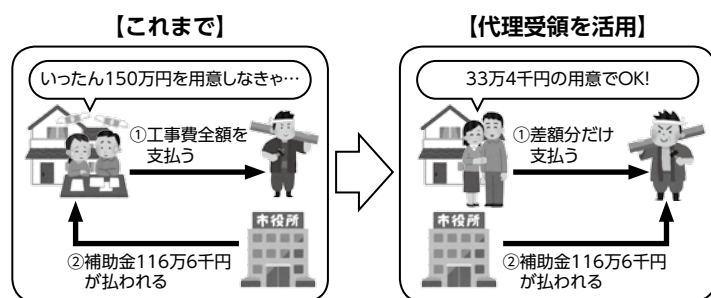 【これまで】
いったん150万円を用意しなきゃ…
①工事費全額を
支払う
市役所
②補助金116万6千円
が払われる
【代理受領を活用】
33万4千円の用意でOK!
①差額分だけ
支払う
市役所
②補助金116万6千円
が払われる